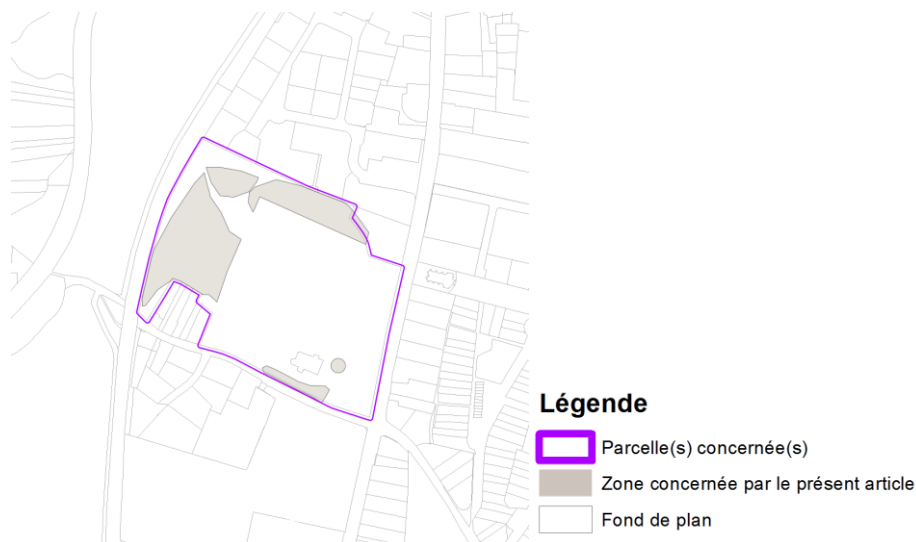 Légende
Parcelle(s) concernée(s)
Zone concernée par le présent article
Fond de plan